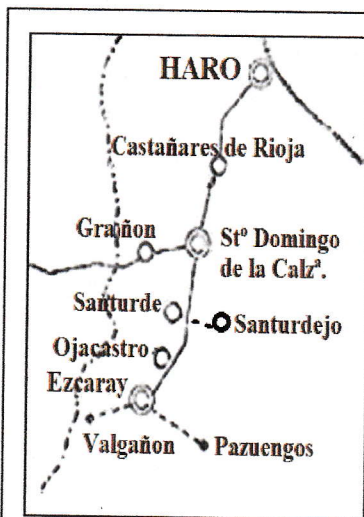 HARO
Castañares de Rioja
Grañon
Stº Domingo
de la Calzª.
Santurde
Santurdejo
Ojacastro
Ezcaray
Valgañon
Pazuengos